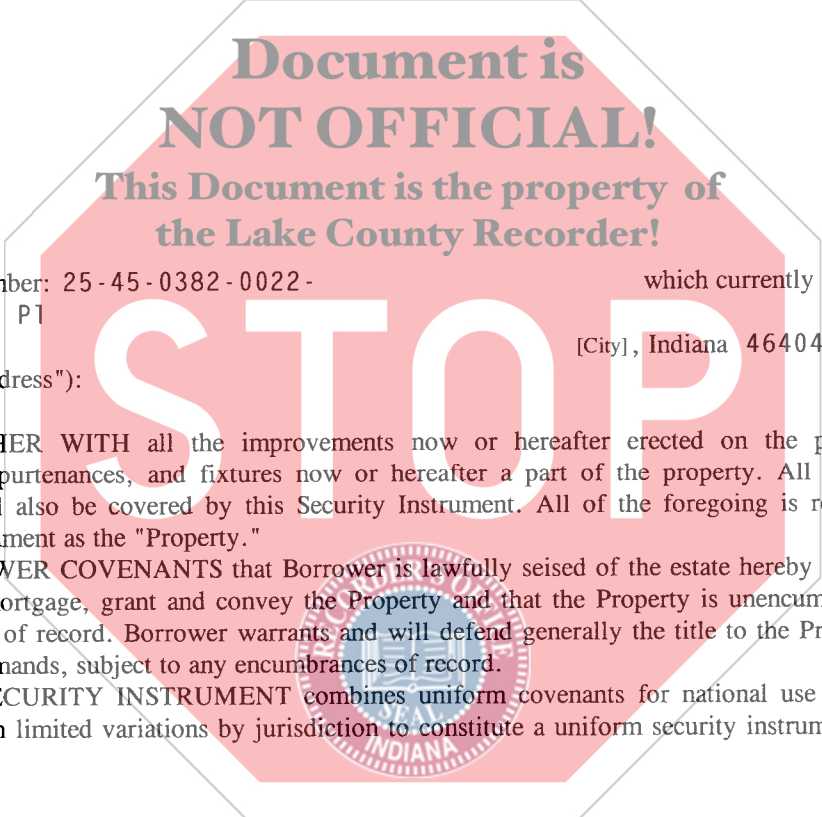 Document is
NOT OFFICIAL!
This Document is the property of
the Lake County Recorder!
nber: 25-45-0382-0022- which currently
Pl
[City], Indiana 46404
dress"):
STOP
HER WITH all the improvements now or hereafter erected on the p
purtenances, and fixtures now or hereafter a part of the property. All
l also be covered by this Security Instrument. All of the foregoing is r
ment as the "Property."
WER COVENANTS that Borrower is lawfully seised of the estate hereby
ortgage, grant and convey the Property and that the Property is unencum
of record. Borrower warrants and will defend generally the title to the Pr
mands, subject to any encumbrances of record.
ECURITY INSTRUMENT combines uniform covenants for national use
n limited variations by jurisdiction to constitute a uniform security instrum
RECORDER'S OFFICE
SEAL
INDIANA